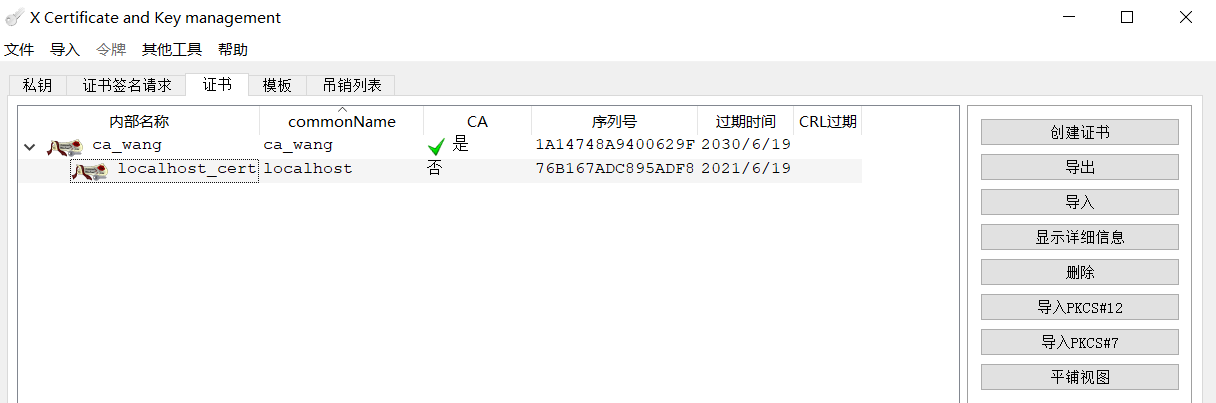 X Certificate and Key management
文件 导入 令牌 其他工具 帮助
私钥 证书签名请求 证书 模板 吊销列表
内部名称 commonName CA 序列号 过期时间 CRL过期
ca_wang ca_wang 是 1A14748A9400629F 2030/6/19
localhost_cert localhost 否 76B167ADC895ADF8 2021/6/19
创建证书
导出
导入
显示详细信息
删除
导入PKCS#12
导入PKCS#7
平铺视图